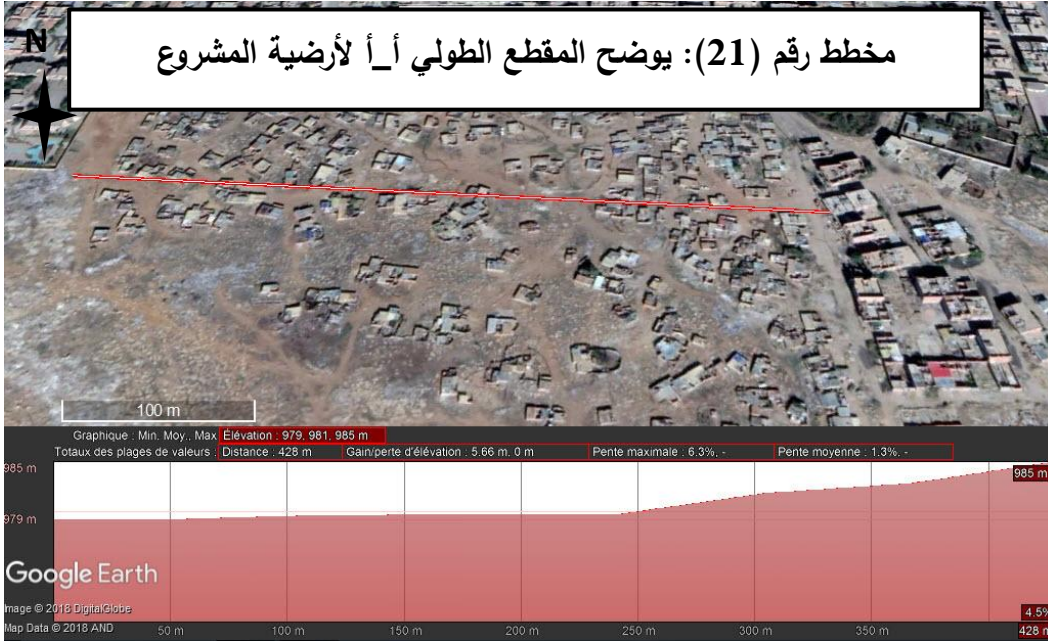 مخطط رقم (21): يوضح المقطع الطولي أ_أ لأرضية المشروع
N
100 m
Graphique : Min. Moy., Max Élévation : 979, 981, 985 m
Totaux des plages de valeurs : Distance : 428 m Gain/perte d'élévation : 5.66 m. 0 m Pente maximale : 6.3%, - Pente moyenne : 1.3%, -
985 m
985 m
979 m
Google Earth
Image © 2018 DigitalGlobe
4.5%
Map Data © 2018 AND 50 m 100 m 150 m 200 m 250 m 300 m 350 m 428 m